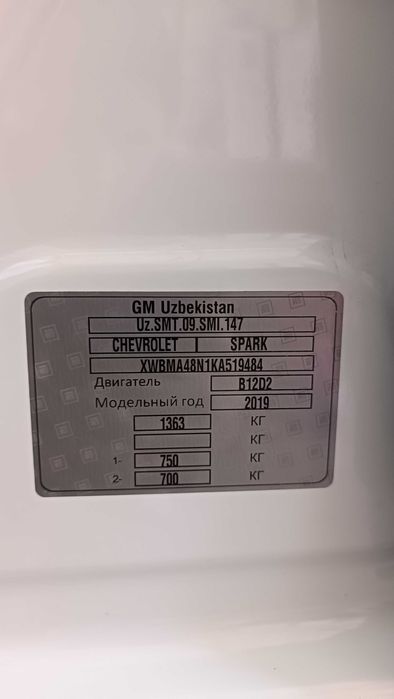 GM Uzbekistan
Uz.SMT.09.SMI.147
CHEVROLET SPARK
XWBMA48N1KA519484
Двигатель B12D2
Модельный год 2019
1363 КГ
КГ
1- 750 КГ
2- 700 КГ